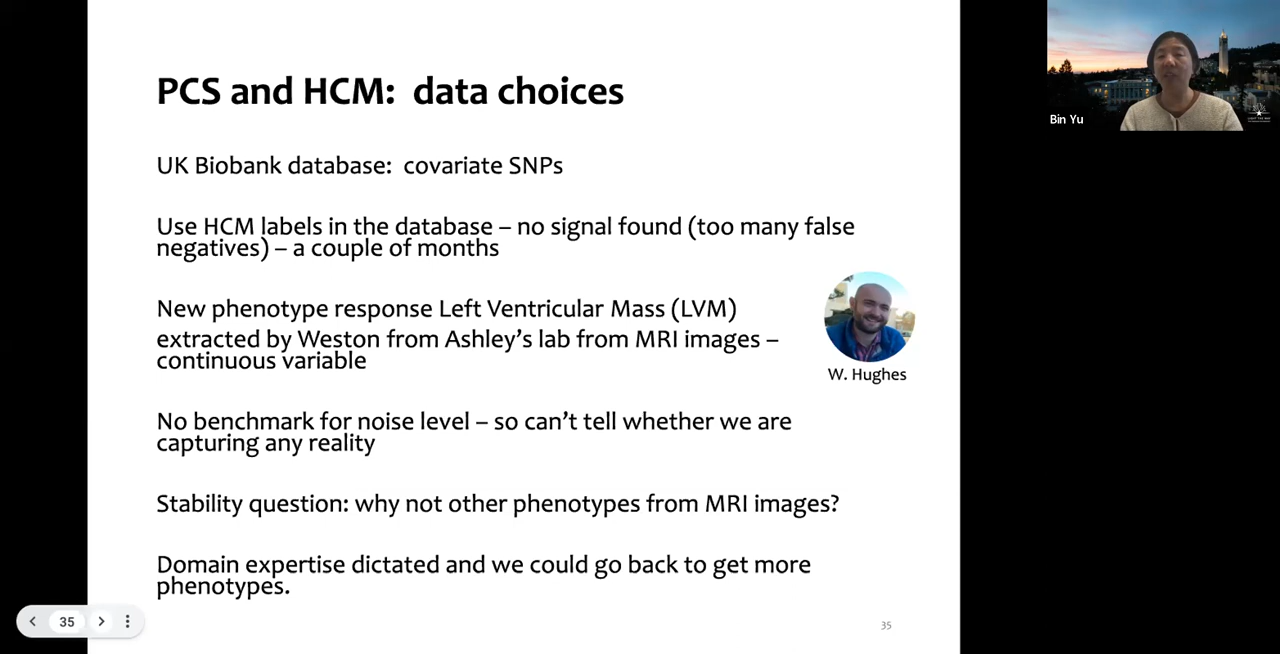 PCS and HCM: data choices
UK Biobank database: covariate SNPs
Use HCM labels in the database – no signal found (too many false
negatives) – a couple of months
New phenotype response Left Ventricular Mass (LVM)
extracted by Weston from Ashley’s lab from MRI images –
continuous variable
W. Hughes
No benchmark for noise level – so can’t tell whether we are
capturing any reality
Stability question: why not other phenotypes from MRI images?
Domain expertise dictated and we could go back to get more
phenotypes.
35
35
Bin Yu